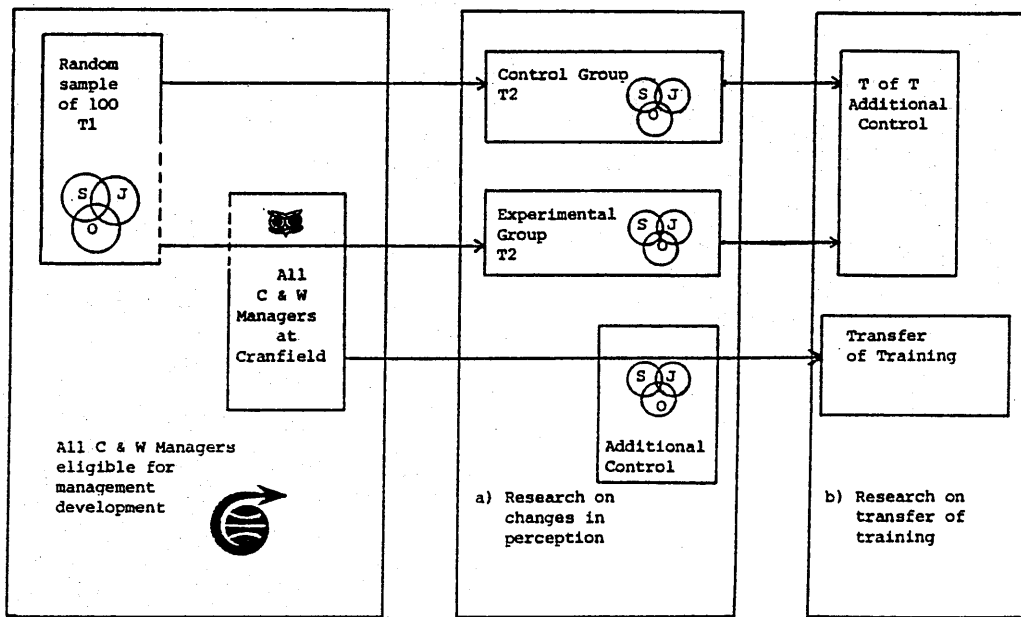 Random
sample
of 100
T1
S J
O
All
C & W
Managers
at
Cranfield
All C & W Managers
eligible for
management
development
Control Group
T2
S J
O
Experimental
Group
T2
S J
O
S J
O
Additional
Control
a) Research on
changes in
perception
T of T
Additional
Control
Transfer
of Training
b) Research on
transfer of
training